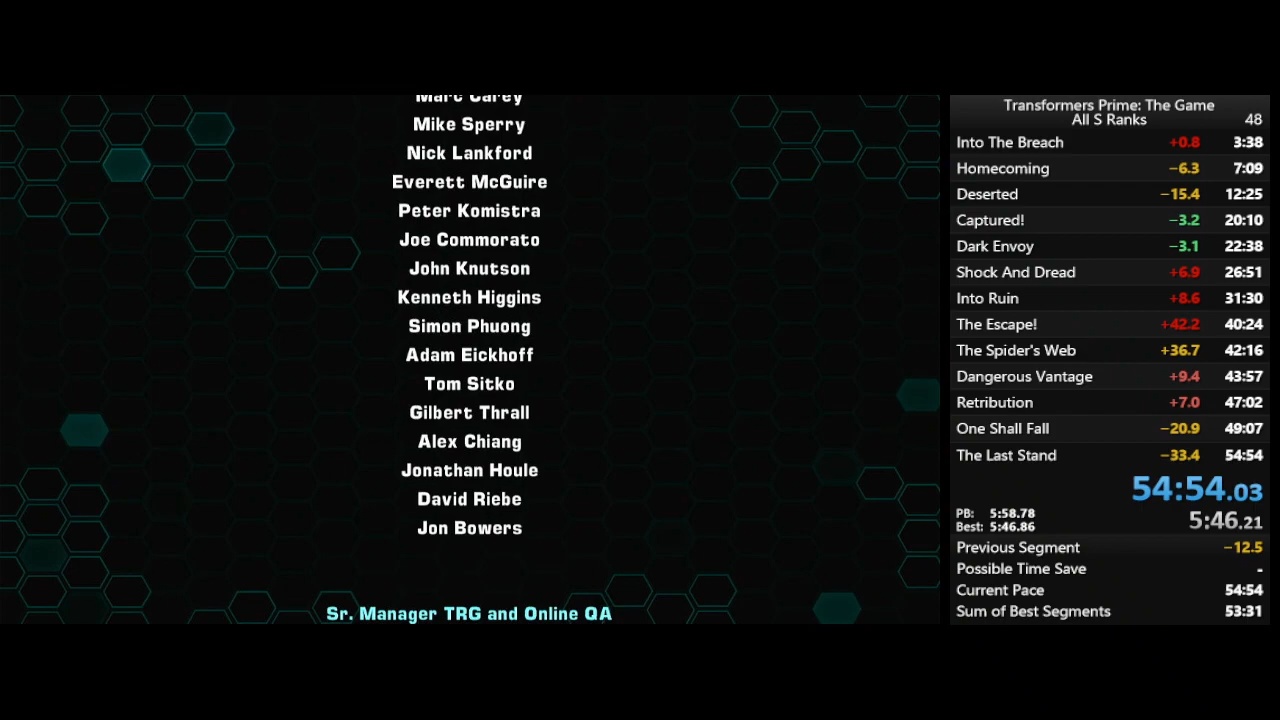 Marc Carey
Mike Sperry
Nick Lankford
Everett McGuire
Peter Komistra
Joe Commorato
John Knutson
Kenneth Higgins
Simon Phuong
Adam Eickhoff
Tom Sitko
Gilbert Thrall
Alex Chiang
Jonathan Houle
David Riebe
Jon Bowers
Sr. Manager TRG and Online QA
Transformers Prime: The Game
All S Ranks 48
Into The Breach +0.8 3:38
Homecoming −6.3 7:09
Deserted −15.4 12:25
Captured! −3.2 20:10
Dark Envoy −3.1 22:38
Shock And Dread +6.9 26:51
Into Ruin +8.6 31:30
The Escape! +42.2 40:24
The Spider's Web +36.7 42:16
Dangerous Vantage +9.4 43:57
Retribution +7.0 47:02
One Shall Fall −20.9 49:07
The Last Stand −33.4 54:54
54:54.03
PB: 5:58.78
Best: 5:46.86
5:46.21
Previous Segment −12.5
Possible Time Save -
Current Pace 54:54
Sum of Best Segments 53:31